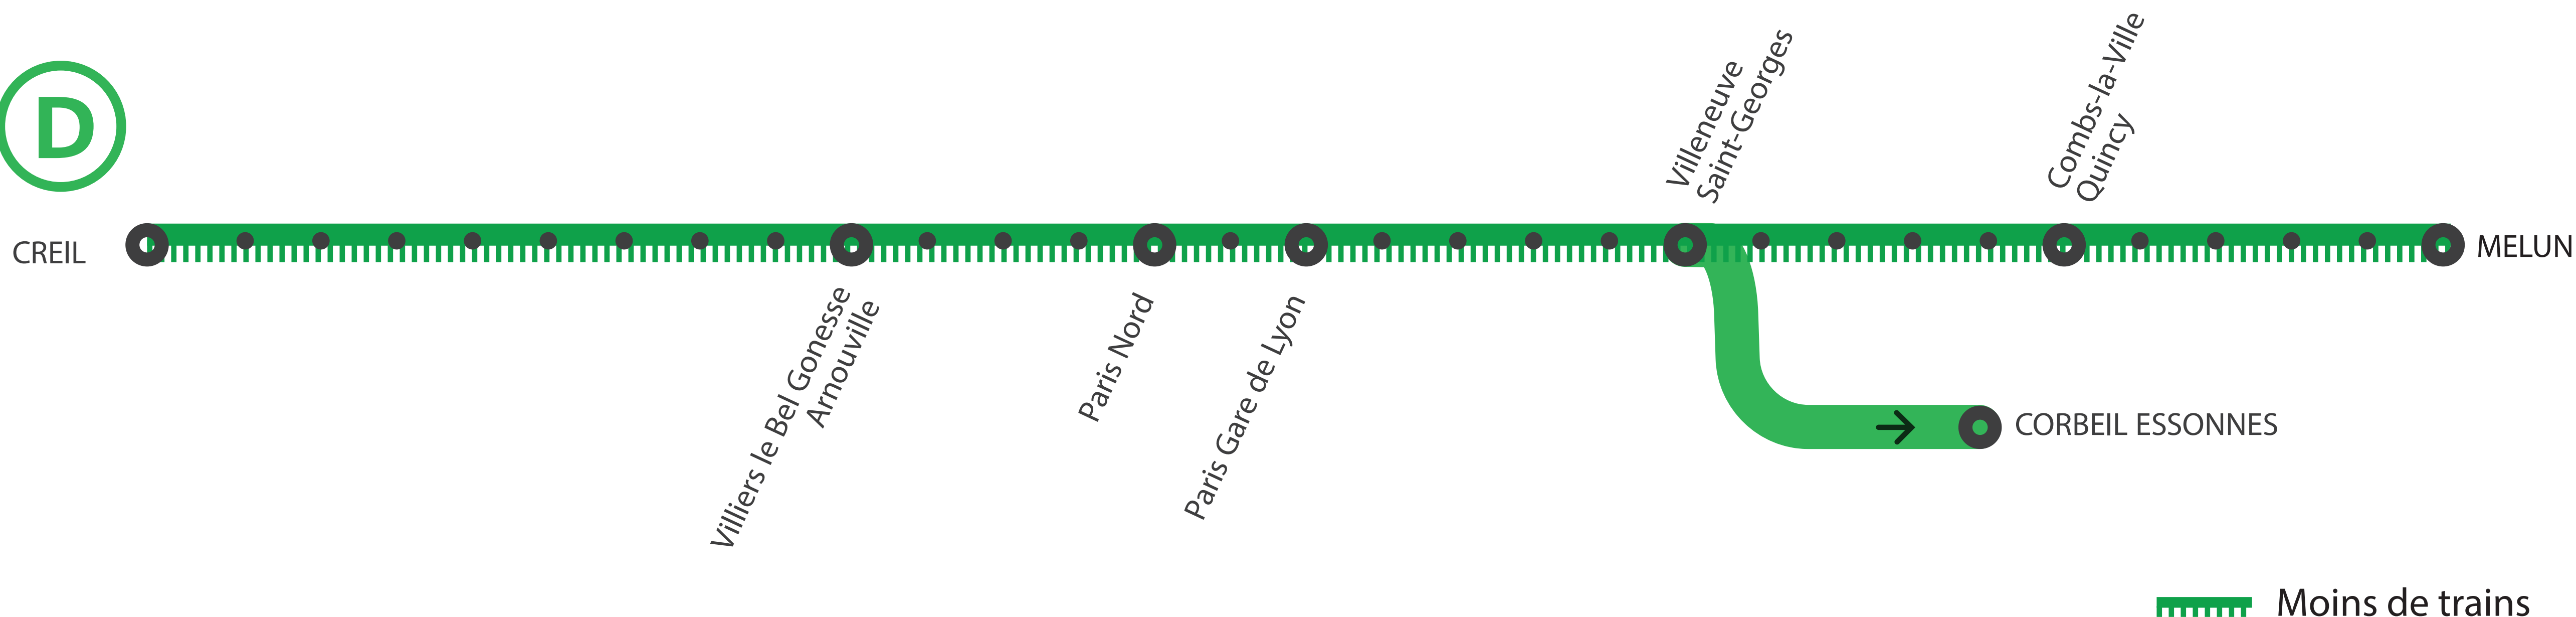 D
CREIL
Villiers le Bel Gonesse
Arnouville
Paris Nord
Paris Gare de Lyon
Villeneuve
Saint-Georges
Combs-la-Ville
Quincy
MELUN
CORBEIL ESSONNES
Moins de trains